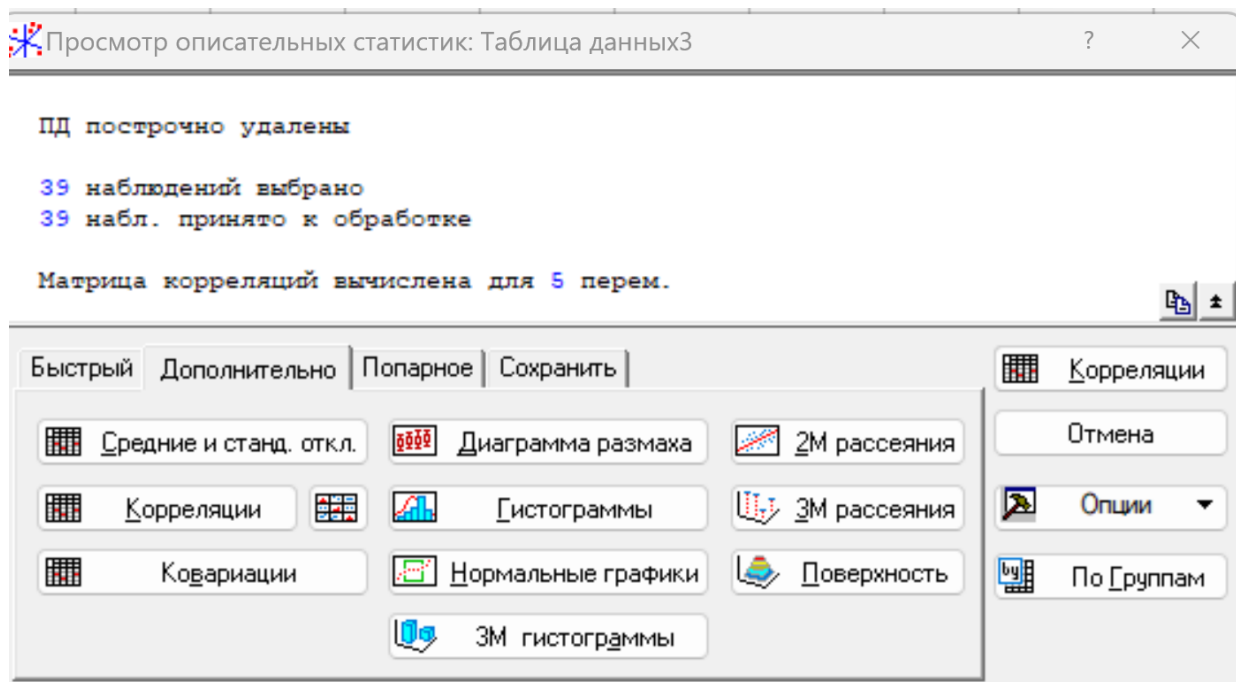 Просмотр описательных статистик: Таблица данных3
?
ПД построчно удалены
39 наблюдений выбрано
39 набл. принято к обработке
Матрица корреляций вычислена для 5 перем.
Быстрый Дополнительно Попарное Сохранить
Корреляции
Отмена
Опции
По Группам
Средние и станд. откл. Диаграмма размаха 2М рассеяния
Корреляции Гистограммы 3М рассеяния
Ковариации Нормальные графики Поверхность
3М гистограммы
by